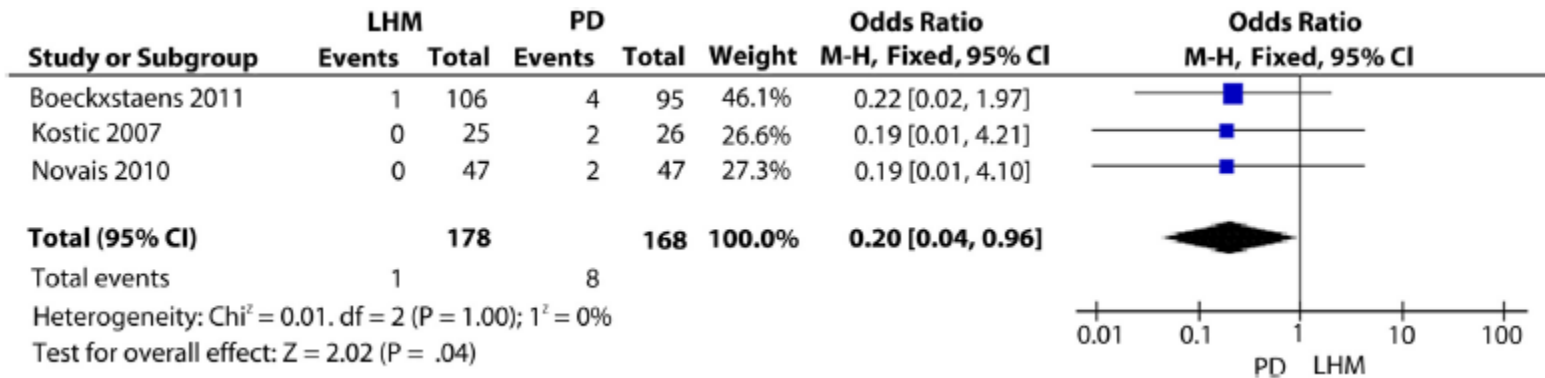 LHM PD Odds Ratio Odds Ratio
Study or Subgroup Events Total Events Total Weight M-H, Fixed, 95% CI M-H, Fixed, 95% CI
Boeckxstaens 2011 1 106 4 95 46.1% 0.22 [0.02, 1.97]
Kostic 2007 0 25 2 26 26.6% 0.19 [0.01, 4.21]
Novais 2010 0 47 2 47 27.3% 0.19 [0.01, 4.10]
Total (95% CI) 178 168 100.0% 0.20 [0.04, 0.96]
Total events 1 8
Heterogeneity: Chiᶻ = 0.01. df = 2 (P = 1.00); 1ᶻ = 0%
Test for overall effect: Z = 2.02 (P = .04)
0.01 0.1 1 10 100
PD LHM